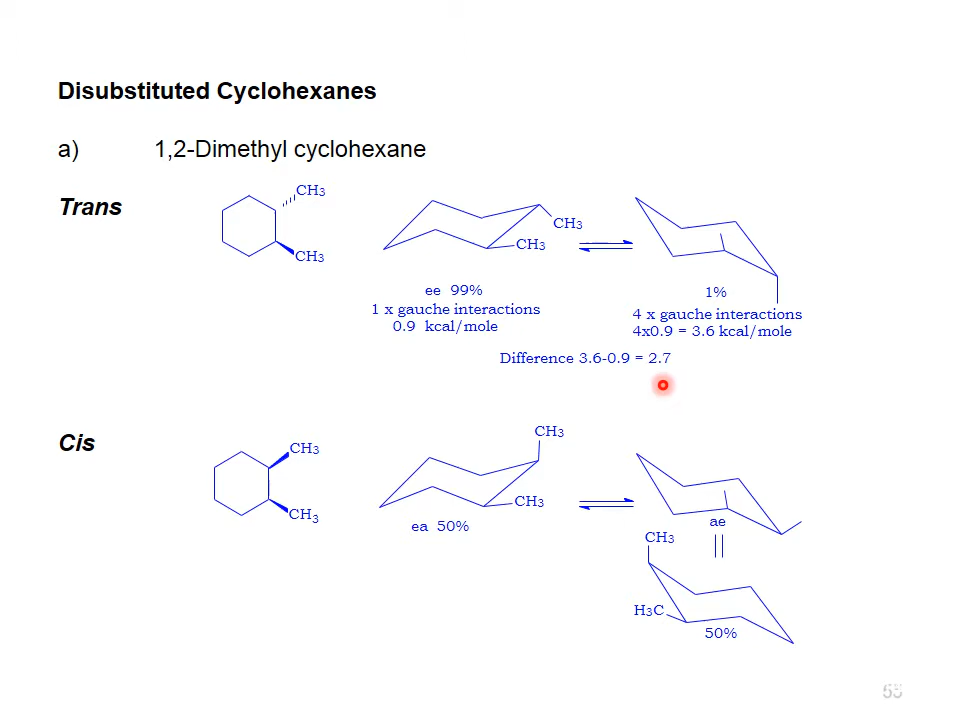 Disubstituted Cyclohexanes
a) 1,2-Dimethyl cyclohexane
Trans
CH3
CH3
CH3
CH3
ee 99%
1 x gauche interactions
0.9 kcal/mole
1%
4 x gauche interactions
4x0.9 = 3.6 kcal/mole
Difference 3.6-0.9 = 2.7
Cis
CH3
CH3
CH3
CH3
ea 50%
ae
CH3
H3C
50%